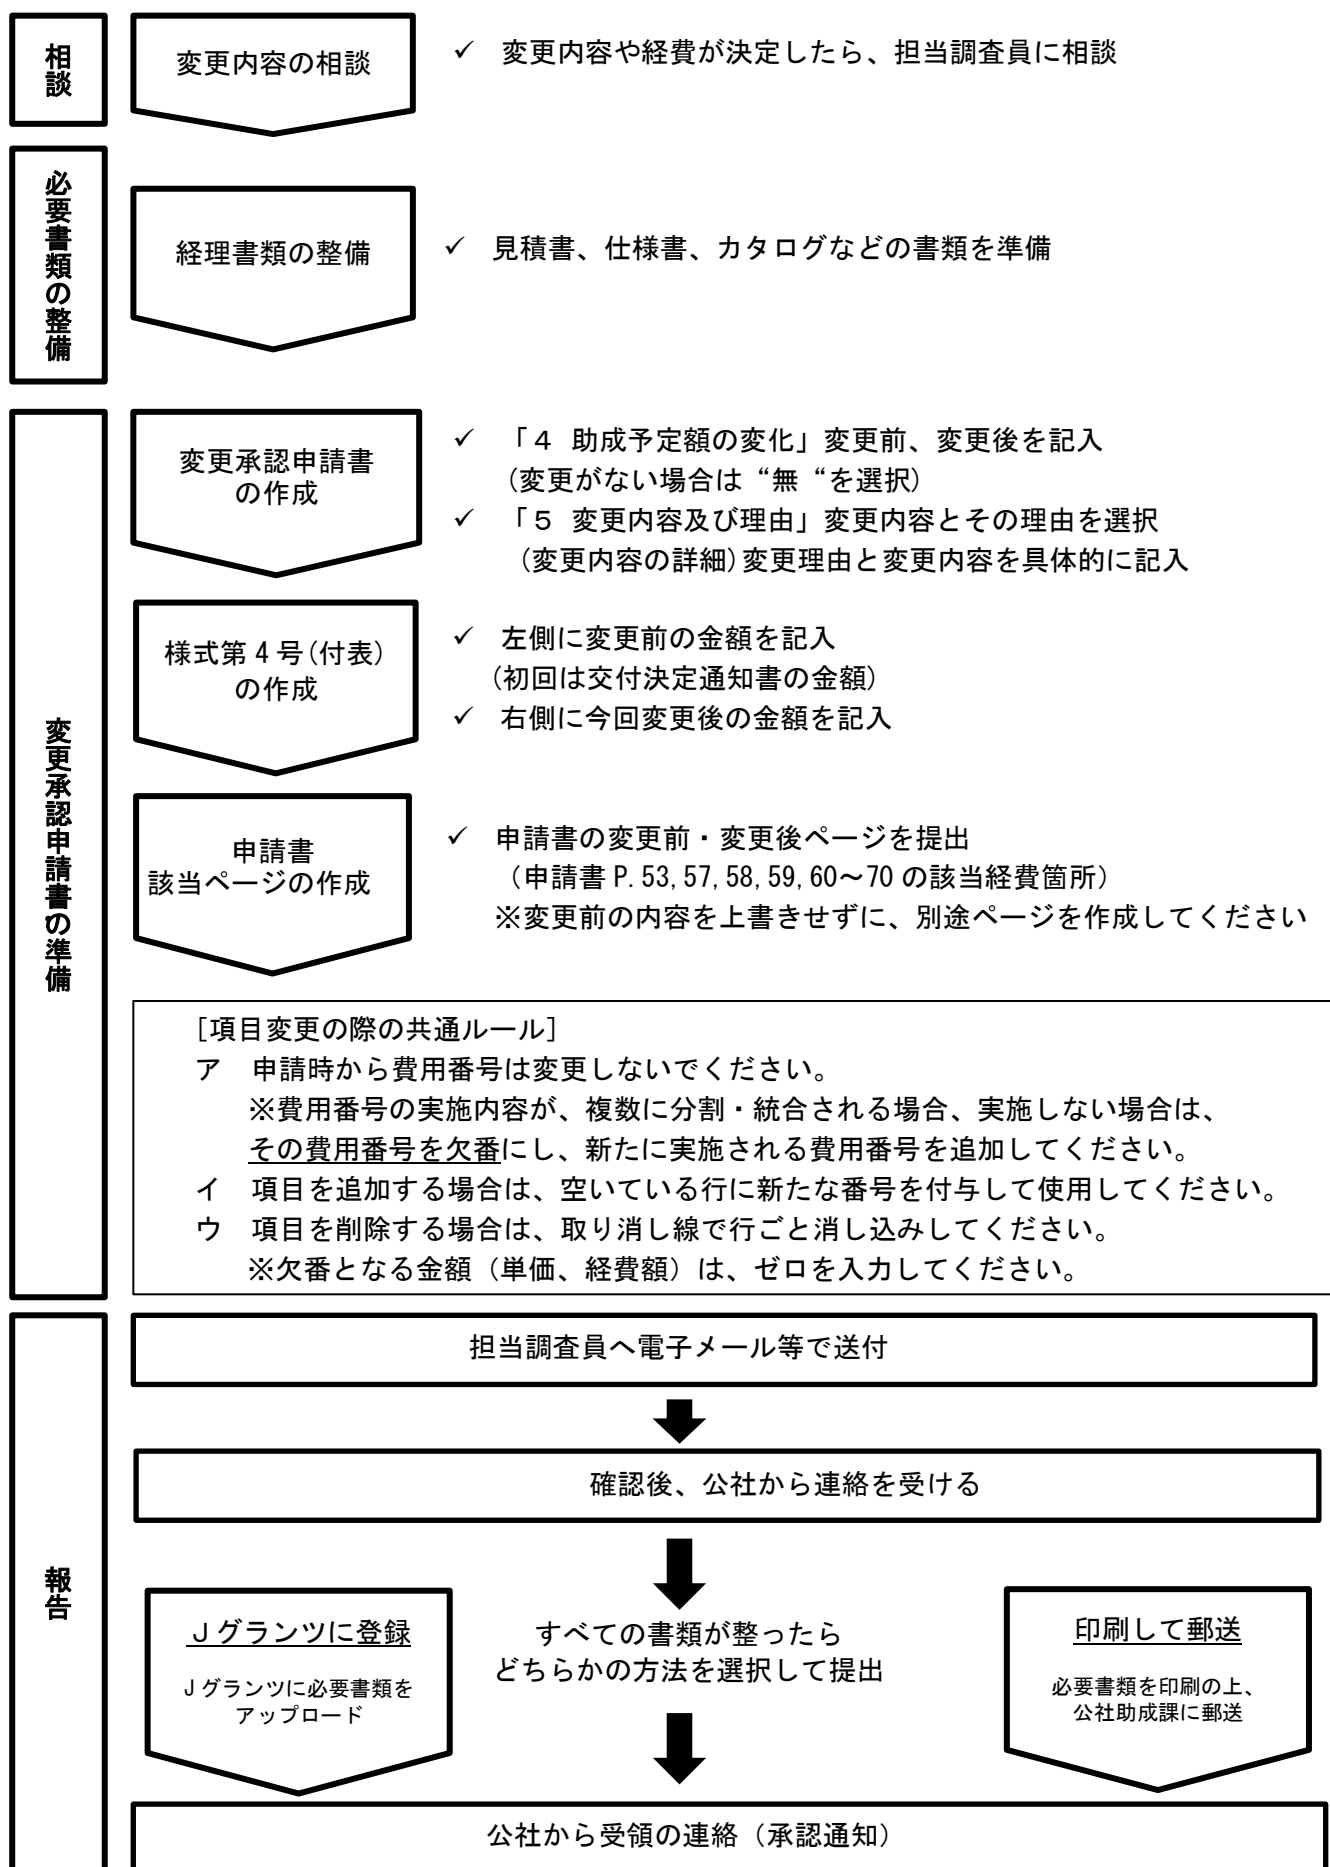 相談
変更内容の相談
✓ 変更内容や経費が決定したら、担当調査員に相談
必要書類の整備
経理書類の整備
✓ 見積書、仕様書、カタログなどの書類を準備
変更承認申請書の準備
変更承認申請書
の作成
✓ 「４ 助成予定額の変化」変更前、変更後を記入
(変更がない場合は“無“を選択)
✓ 「５ 変更内容及び理由」変更内容とその理由を選択
(変更内容の詳細)変更理由と変更内容を具体的に記入
様式第４号(付表)
の作成
✓ 左側に変更前の金額を記入
(初回は交付決定通知書の金額)
✓ 右側に今回変更後の金額を記入
申請書
該当ページの作成
✓ 申請書の変更前・変更後ページを提出
（申請書 P.53,57,58,59,60～70 の該当経費箇所）
※変更前の内容を上書きせずに、別途ページを作成してください
［項目変更の際の共通ルール］
ア 申請時から費用番号は変更しないでください。
※費用番号の実施内容が、複数に分割・統合される場合、実施しない場合は、
その費用番号を欠番にし、新たに実施される費用番号を追加してください。
イ 項目を追加する場合は、空いている行に新たな番号を付与して使用してください。
ウ 項目を削除する場合は、取り消し線で行ごと消し込みしてください。
※欠番となる金額（単価、経費額）は、ゼロを入力してください。
報告
担当調査員へ電子メール等で送付
確認後、公社から連絡を受ける
Ｊグランツに登録
Ｊグランツに必要書類を
アップロード
すべての書類が整ったら
どちらかの方法を選択して提出
印刷して郵送
必要書類を印刷の上、
公社助成課に郵送
公社から受領の連絡（承認通知）